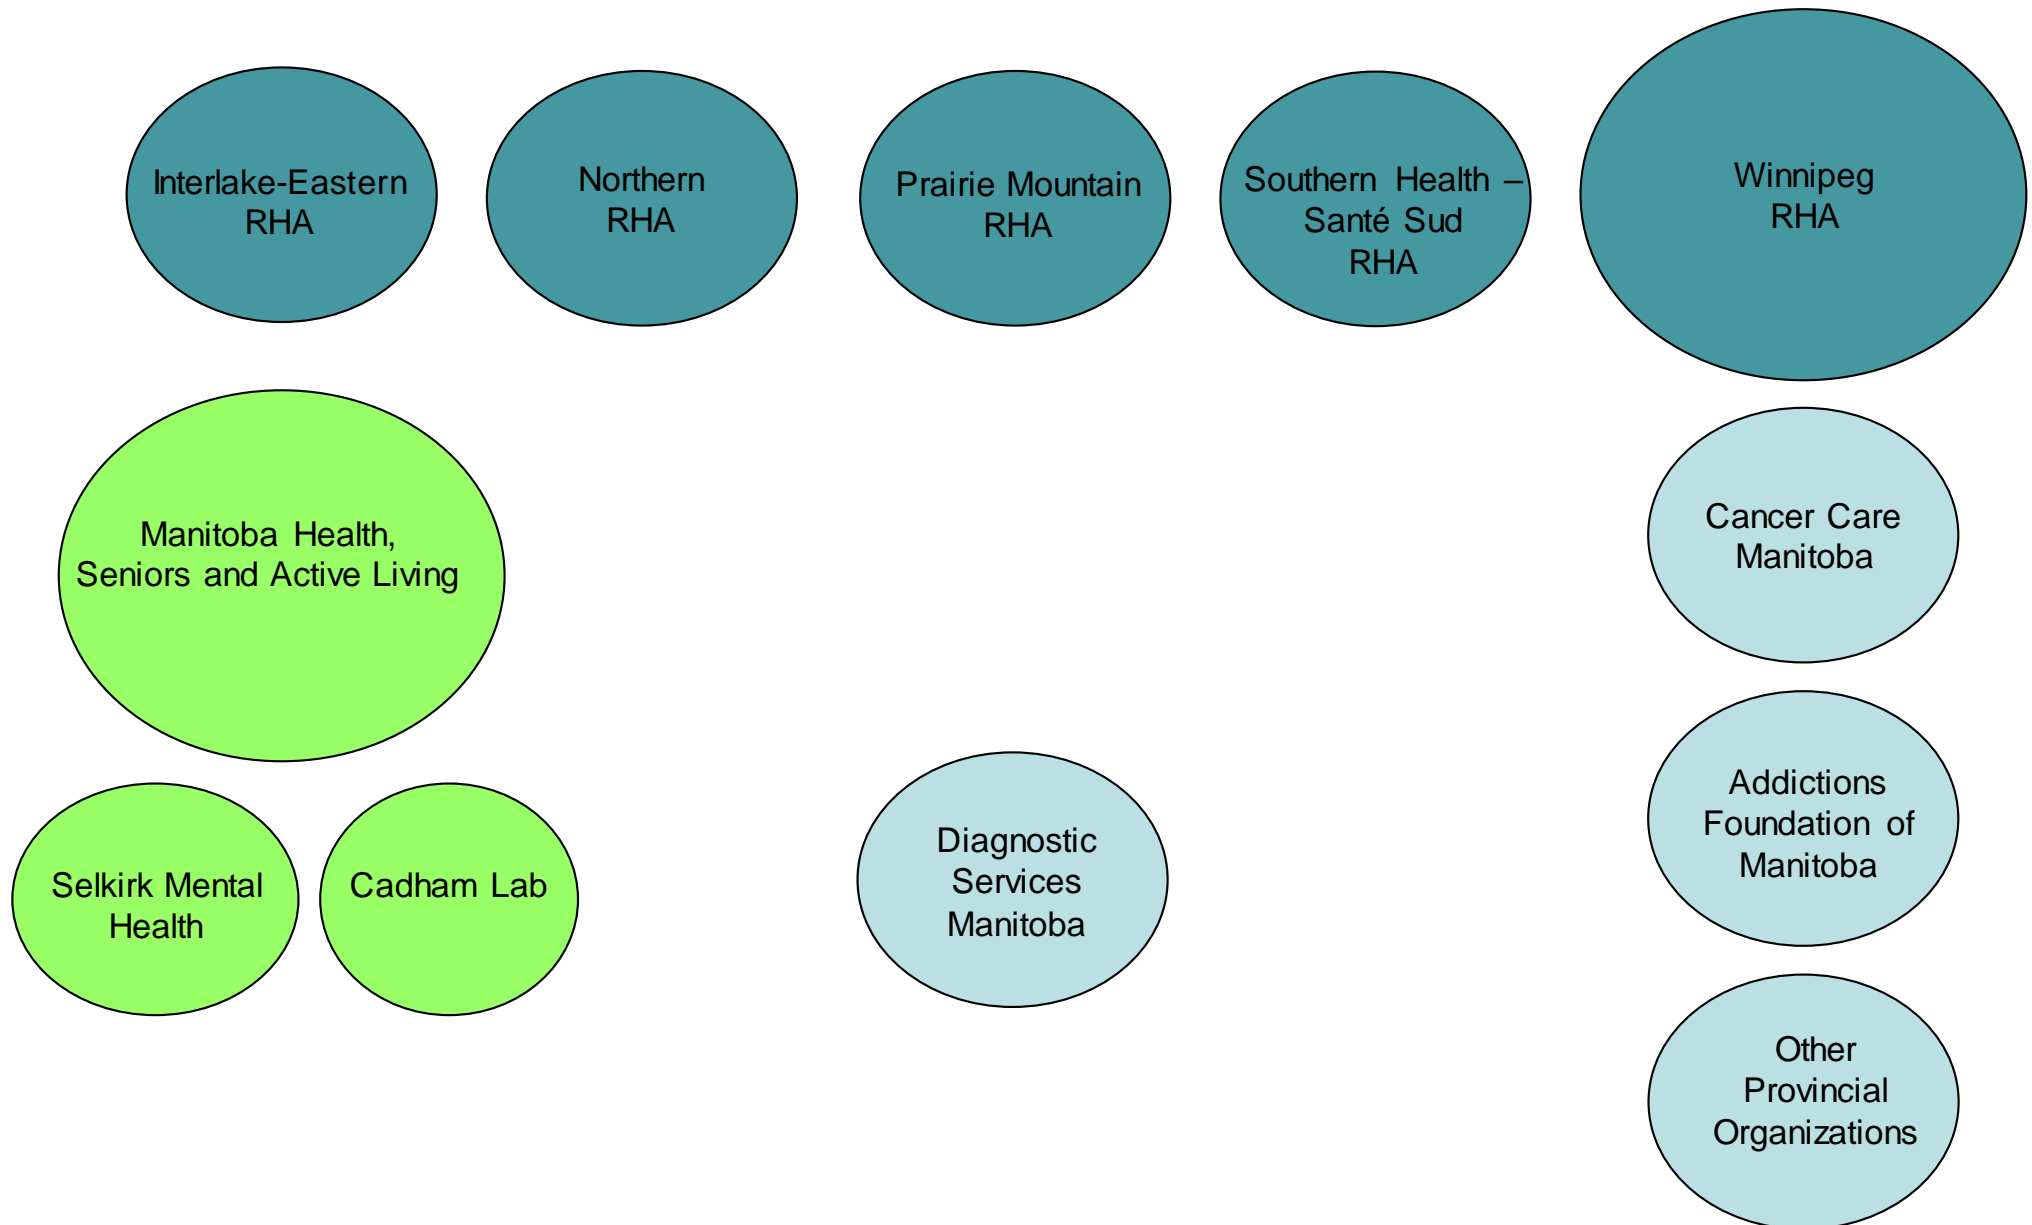 Interlake-Eastern
RHA
Northern
RHA
Prairie Mountain
RHA
Southern Health –
Santé Sud
RHA
Winnipeg
RHA
Manitoba Health,
Seniors and Active Living
Cancer Care
Manitoba
Selkirk Mental
Health
Cadham Lab
Diagnostic
Services
Manitoba
Addictions
Foundation of
Manitoba
Other
Provincial
Organizations